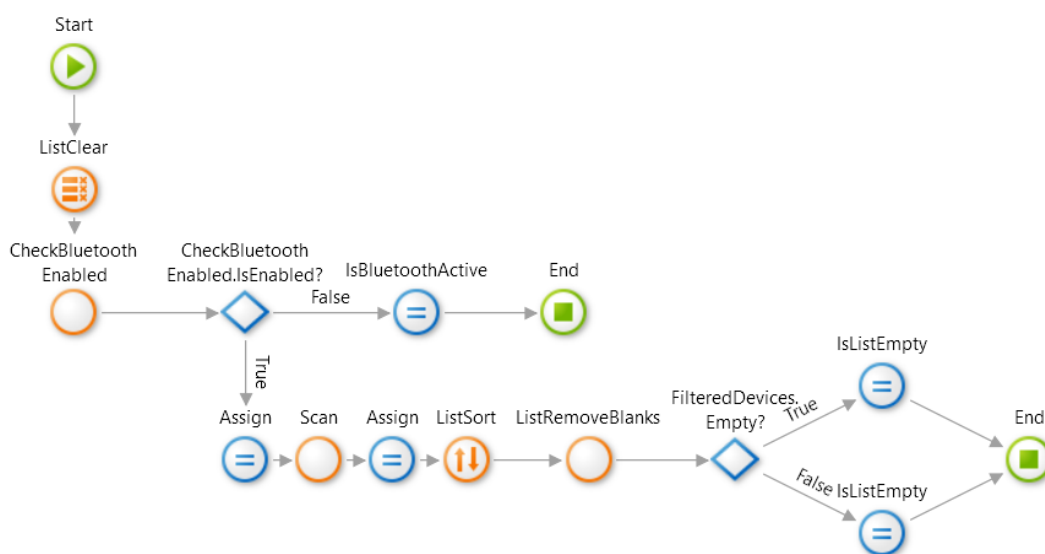 Start
ListClear
CheckBluetooth
Enabled
CheckBluetooth
Enabled.IsEnabled?
False
IsBluetoothActive
End
True
Assign
Scan
Assign
ListSort
ListRemoveBlanks
FilteredDevices.
Empty?
True
IsListEmpty
False
IsListEmpty
End